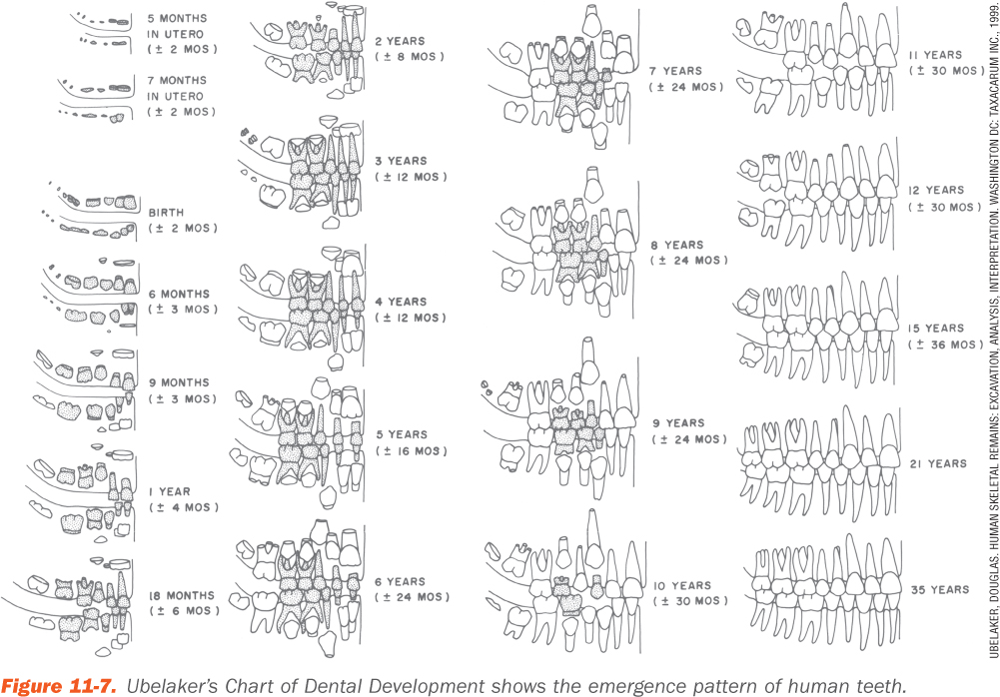 5 MONTHS
IN UTERO
(± 2 MOS)
7 MONTHS
IN UTERO
(± 2 MOS)
BIRTH
(± 2 MOS)
6 MONTHS
(± 3 MOS)
9 MONTHS
(± 3 MOS)
1 YEAR
(± 4 MOS)
18 MONTHS
(± 6 MOS)
2 YEARS
(± 8 MOS)
3 YEARS
(± 12 MOS)
4 YEARS
(± 12 MOS)
5 YEARS
(± 16 MOS)
6 YEARS
(± 24 MOS)
7 YEARS
(± 24 MOS)
8 YEARS
(± 24 MOS)
9 YEARS
(± 24 MOS)
10 YEARS
(± 30 MOS)
11 YEARS
(± 30 MOS)
12 YEARS
(± 30 MOS)
15 YEARS
(± 36 MOS)
21 YEARS
35 YEARS
UBELAKER, DOUGLAS. HUMAN SKELETAL REMAINS: EXCAVATION, ANALYSIS, INTERPRETATION. WASHINGTON DC: TAXACARUM INC., 1999.
Figure 11-7. Ubelaker's Chart of Dental Development shows the emergence pattern of human teeth.